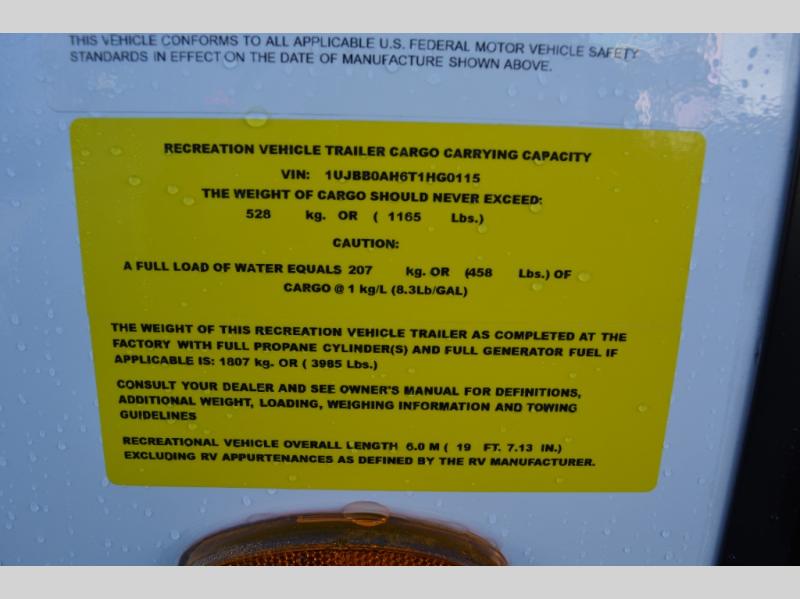 THIS VEHICLE CONFORMS TO ALL APPLICABLE U.S. FEDERAL MOTOR VEHICLE SAFETY
STANDARDS IN EFFECT ON THE DATE OF MANUFACTURE SHOWN ABOVE.
RECREATION VEHICLE TRAILER CARGO CARRYING CAPACITY
VIN: 1UJBB0AH6T1HG0115
THE WEIGHT OF CARGO SHOULD NEVER EXCEED:
528 kg. OR ( 1165 Lbs.)
CAUTION:
A FULL LOAD OF WATER EQUALS 207 kg. OR (458 Lbs.) OF
CARGO @ 1 kg/L (8.3Lb/GAL)
THE WEIGHT OF THIS RECREATION VEHICLE TRAILER AS COMPLETED AT THE
FACTORY WITH FULL PROPANE CYLINDER(S) AND FULL GENERATOR FUEL IF
APPLICABLE IS: 1807 kg. OR ( 3985 Lbs.)
CONSULT YOUR DEALER AND SEE OWNER'S MANUAL FOR DEFINITIONS,
ADDITIONAL WEIGHT, LOADING, WEIGHING INFORMATION AND TOWING
GUIDELINES
RECREATIONAL VEHICLE OVERALL LENGTH 6.0 M ( 19 FT. 7.13 IN.)
EXCLUDING RV APPURTENANCES AS DEFINED BY THE RV MANUFACTURER.